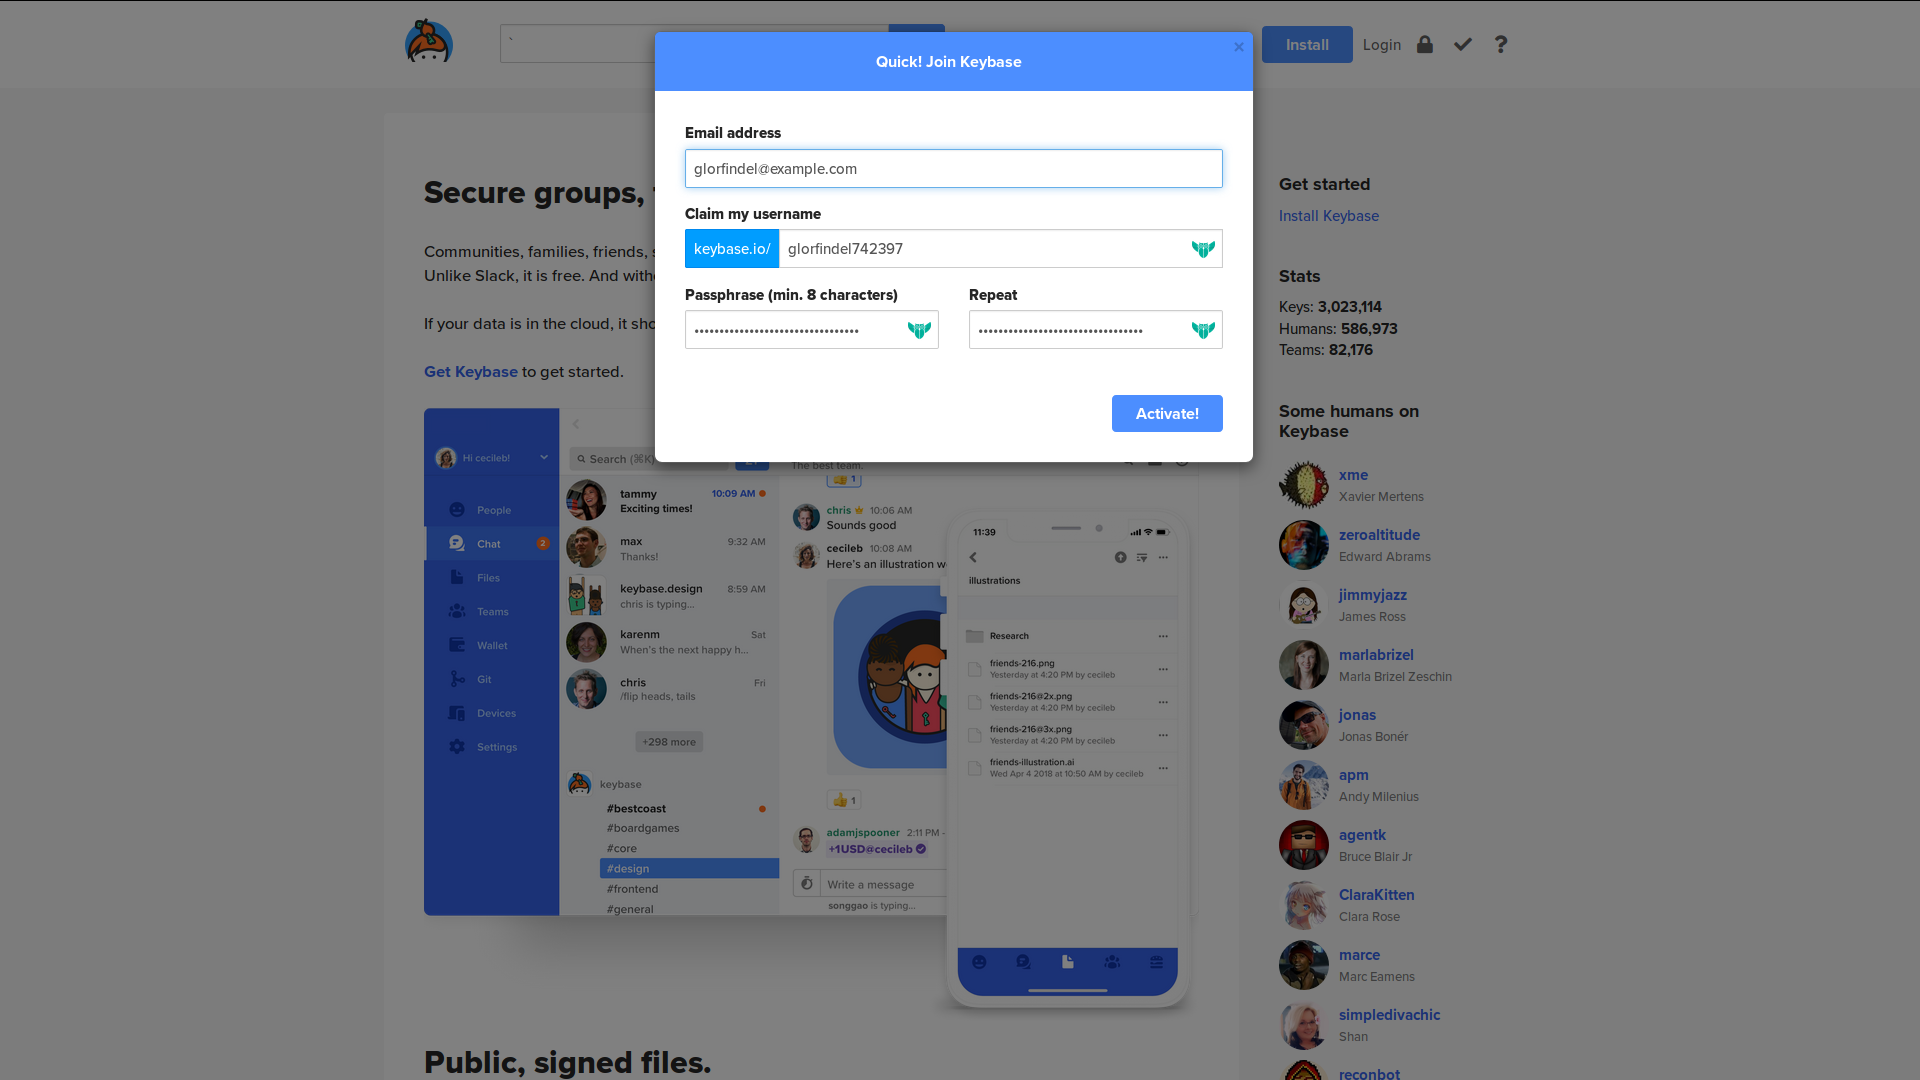 `
Install
Login
Quick! Join Keybase
×
Email address
glorfindel@example.com
Claim my username
keybase.io/
glorfindel742397
Passphrase (min. 8 characters)
Repeat
•••••••••••••••••••••••••••••••••
•••••••••••••••••••••••••••••••••
Activate!
Secure groups,
Communities, families, friends,
Unlike Slack, it is free. And
If your data is in the cloud, it
Get Keybase to get started.
Hi cecileb!
People
Chat
2
Files
Teams
Wallet
Git
Devices
Settings
Search (⌘K)
tammy
10:09 AM
Exciting times!
max
9:32 AM
Thanks!
keybase.design
8:59 AM
chris is typing...
karenm
Sat
When's the next happy h...
chris
Fri
/flip heads, tails
+298 more
keybase
#bestcoast
#boardgames
#core
#design
#frontend
#general
The best team.
1
chris 10:06 AM
Sounds good
cecileb 10:08 AM
Here's an illustration
1
adamjspooner 2:11 PM -
+1USD@cecileb
Write a message
songgao is typing...
11:39
illustrations
Research
friends-216.png
Yesterday at 4:20 PM by cecileb
friends-216@2x.png
Yesterday at 4:20 PM by cecileb
friends-216@3x.png
Yesterday at 4:20 PM by cecileb
friends-illustration.ai
Wed Apr 4 2018 at 10:50 AM by cecileb
Public, signed files.
Get started
Install Keybase
Stats
Keys: 3,023,114
Humans: 586,973
Teams: 82,176
Some humans on
Keybase
xme
Xavier Mertens
zeroaltitude
Edward Abrams
jimmyjazz
James Ross
marlabrizel
Marla Brizel Zeschin
jonas
Jonas Bonér
apm
Andy Milenius
agentk
Bruce Blair Jr
ClaraKitten
Clara Rose
marce
Marc Eamens
simpledivachic
Shan
reconbot